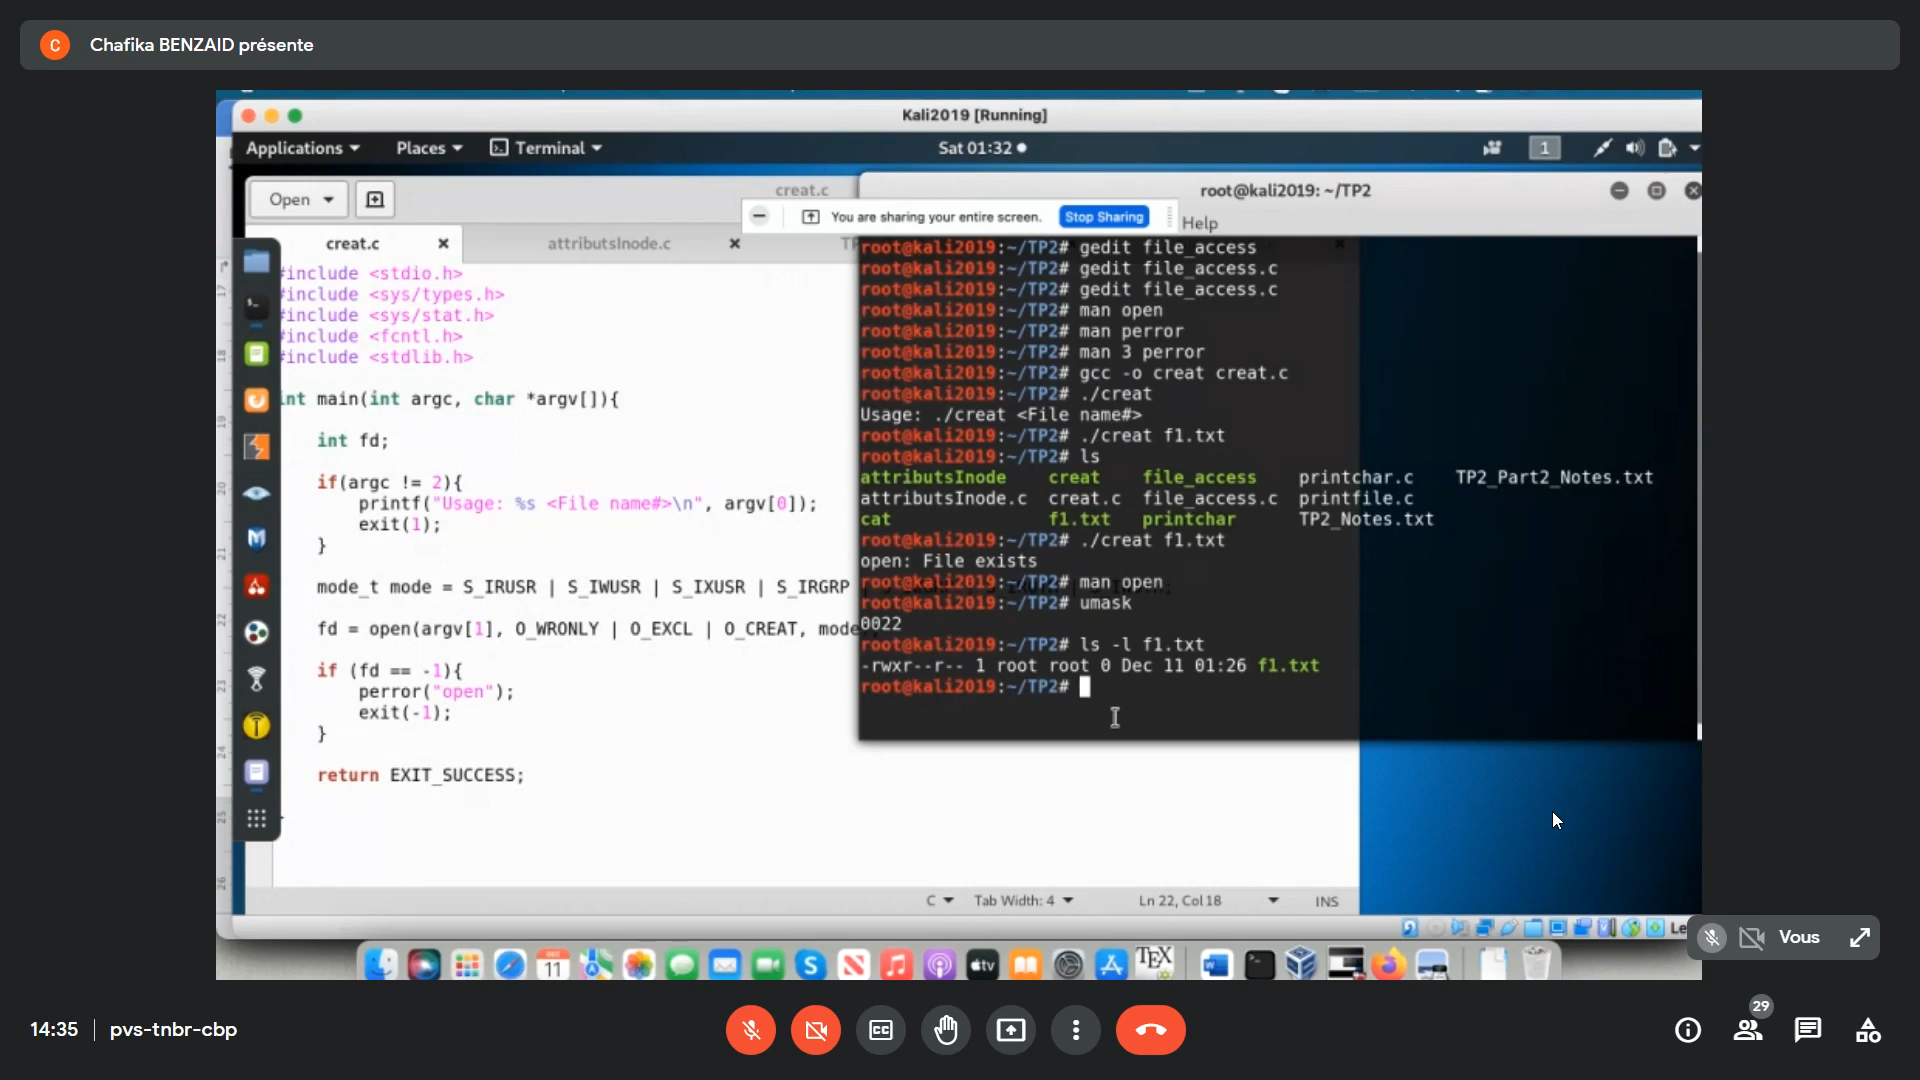 C
Chafika BENZAID présente
Kali2019 [Running]
Applications
Places
Terminal
Sat 01:32
1
Open
creat.c
root@kali2019: ~/TP2
You are sharing your entire screen.
Stop Sharing
Help
creat.c
attributsInode.c
#include <stdio.h>
#include <sys/types.h>
#include <sys/stat.h>
#include <fcntl.h>
#include <stdlib.h>
int main(int argc, char *argv[]){
int fd;
if(argc != 2){
printf("Usage: %s <File name#>\n", argv[0]);
exit(1);
}
mode_t mode = S_IRUSR | S_IWUSR | S_IXUSR | S_IRGRP
fd = open(argv[1], O_WRONLY | O_EXCL | O_CREAT, mode
if (fd == -1){
perror("open");
exit(-1);
}
return EXIT_SUCCESS;
root@kali2019:~/TP2# gedit file_access
root@kali2019:~/TP2# gedit file_access.c
root@kali2019:~/TP2# gedit file_access.c
root@kali2019:~/TP2# man open
root@kali2019:~/TP2# man perror
root@kali2019:~/TP2# man 3 perror
root@kali2019:~/TP2# gcc -o creat creat.c
root@kali2019:~/TP2# ./creat
Usage: ./creat <File name#>
root@kali2019:~/TP2# ./creat f1.txt
root@kali2019:~/TP2# ls
attributsInode creat file_access printchar.c TP2_Part2_Notes.txt
attributsInode.c creat.c file_access.c printfile.c
cat f1.txt printchar TP2_Notes.txt
root@kali2019:~/TP2# ./creat f1.txt
open: File exists
root@kali2019:~/TP2# man open
root@kali2019:~/TP2# umask
0022
root@kali2019:~/TP2# ls -l f1.txt
-rwxr--r-- 1 root root 0 Dec 11 01:26 f1.txt
root@kali2019:~/TP2#
C
Tab Width: 4
Ln 22, Col 18
INS
Le
Vous
11
tv
TEX
14:35
pvs-tnbr-cbp
CC
29